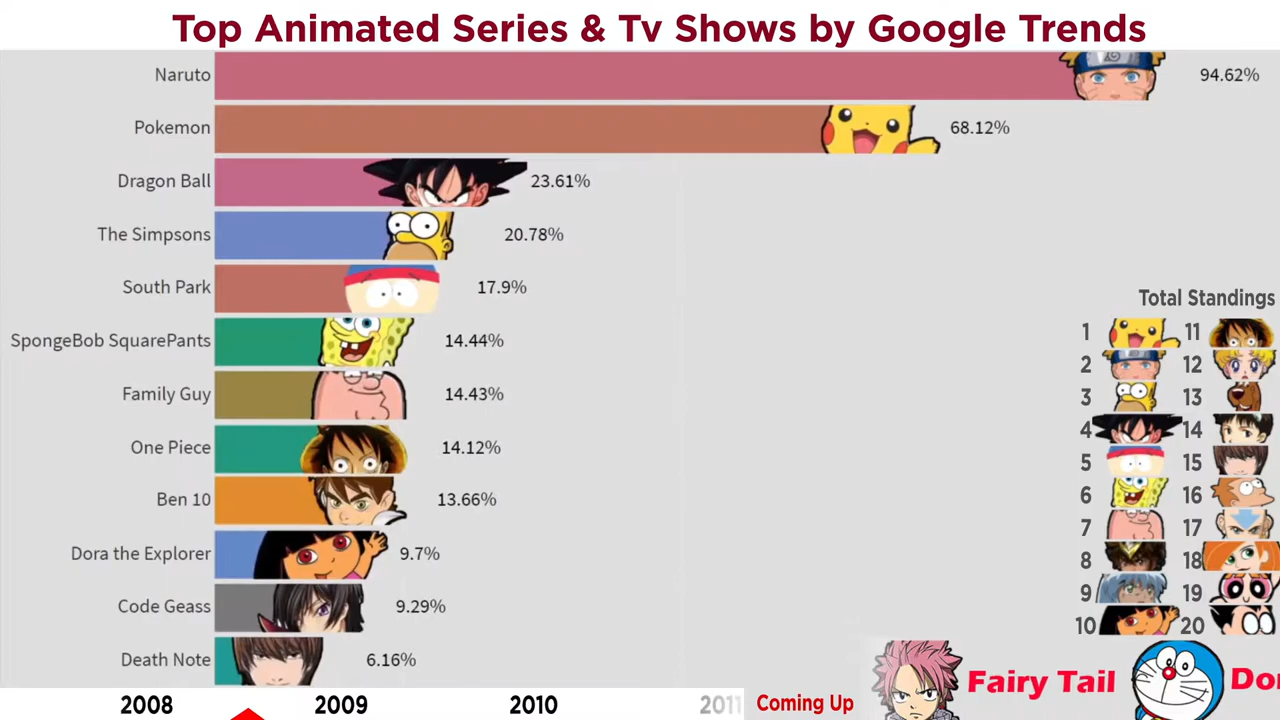 Top Animated Series & Tv Shows by Google Trends
Naruto 94.62%
Pokemon 68.12%
Dragon Ball 23.61%
The Simpsons 20.78%
South Park 17.9%
SpongeBob SquarePants 14.44%
Family Guy 14.43%
One Piece 14.12%
Ben 10 13.66%
Dora the Explorer 9.7%
Code Geass 9.29%
Death Note 6.16%
Total Standings
1 11
2 12
3 13
4 14
5 15
6 16
7 17
8 18
9 19
10 20
2008 2009 2010 2011
Coming Up Fairy Tail Do